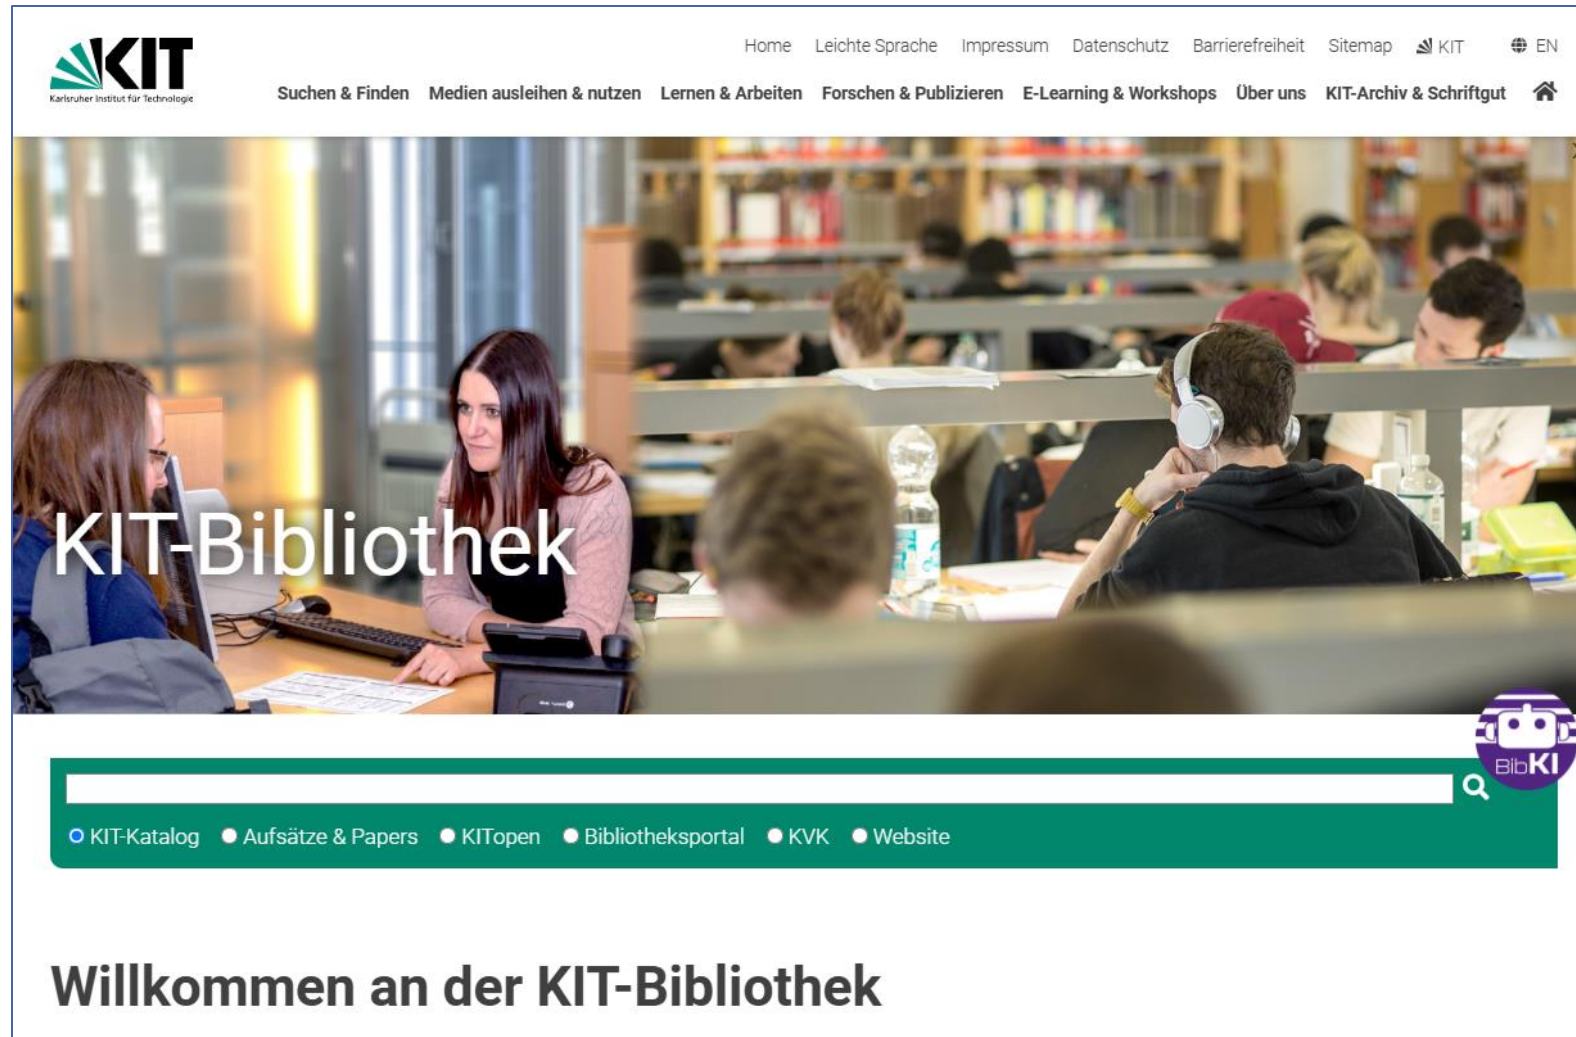 KIT
Karlsruher Institut für Technologie
Home Leichte Sprache Impressum Datenschutz Barrierefreiheit Sitemap KIT EN
Suchen & Finden Medien ausleihen & nutzen Lernen & Arbeiten Forschen & Publizieren E-Learning & Workshops Über uns KIT-Archiv & Schriftgut
KIT-Bibliothek
BibKI
KIT-Katalog Aufsätze & Papers KITopen Bibliotheksportal KVK Website
Willkommen an der KIT-Bibliothek